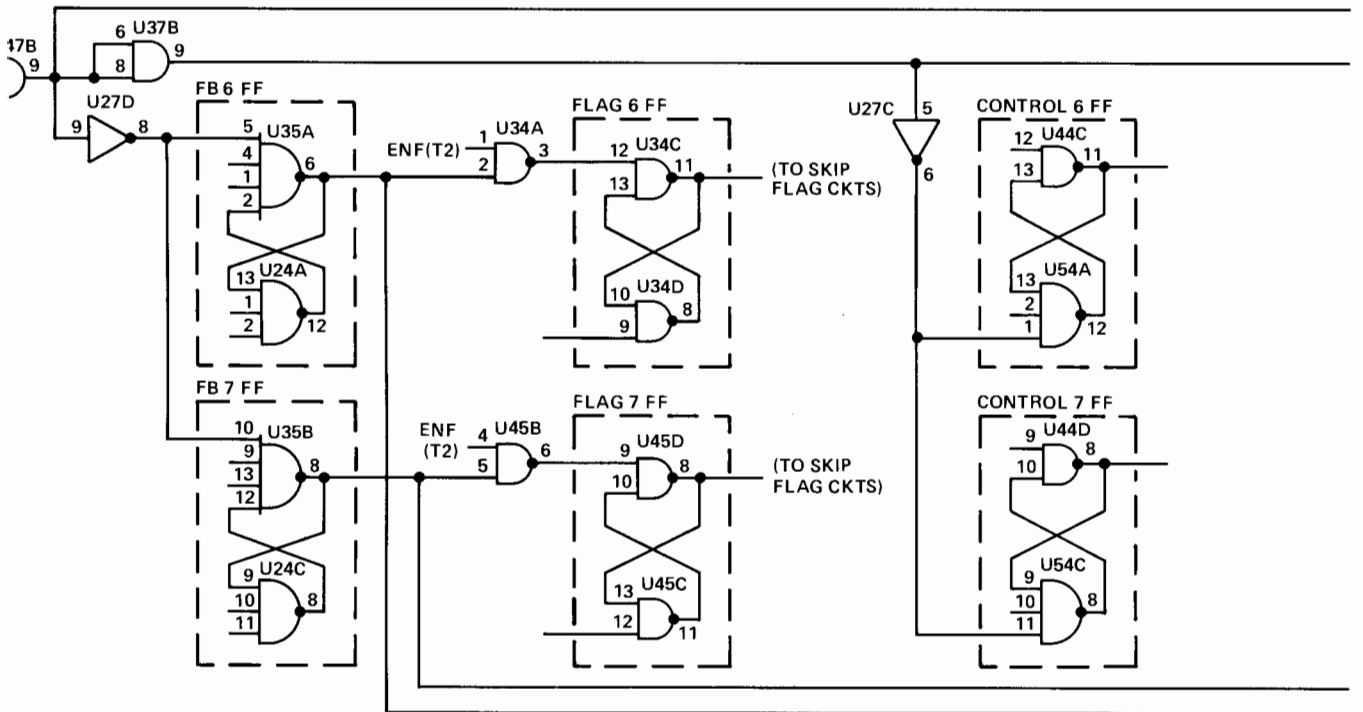 47B
9
6
8
U37B
9
U27D
9
8
FB 6 FF
U35A
5
4
1
2
6
U24A
13
1
2
12
ENF(T2)
1
2
U34A
3
FLAG 6 FF
U34C
12
13
11
(TO SKIP
FLAG CKTS)
U34D
10
9
8
U27C
5
6
CONTROL 6 FF
U44C
12
13
11
U54A
13
2
1
12
FB 7 FF
U35B
10
9
13
12
8
U24C
9
10
11
8
ENF
(T2)
4
5
U45B
6
FLAG 7 FF
U45D
9
10
8
(TO SKIP
FLAG CKTS)
U45C
13
12
11
CONTROL 7 FF
U44D
9
10
8
U54C
9
10
11
8